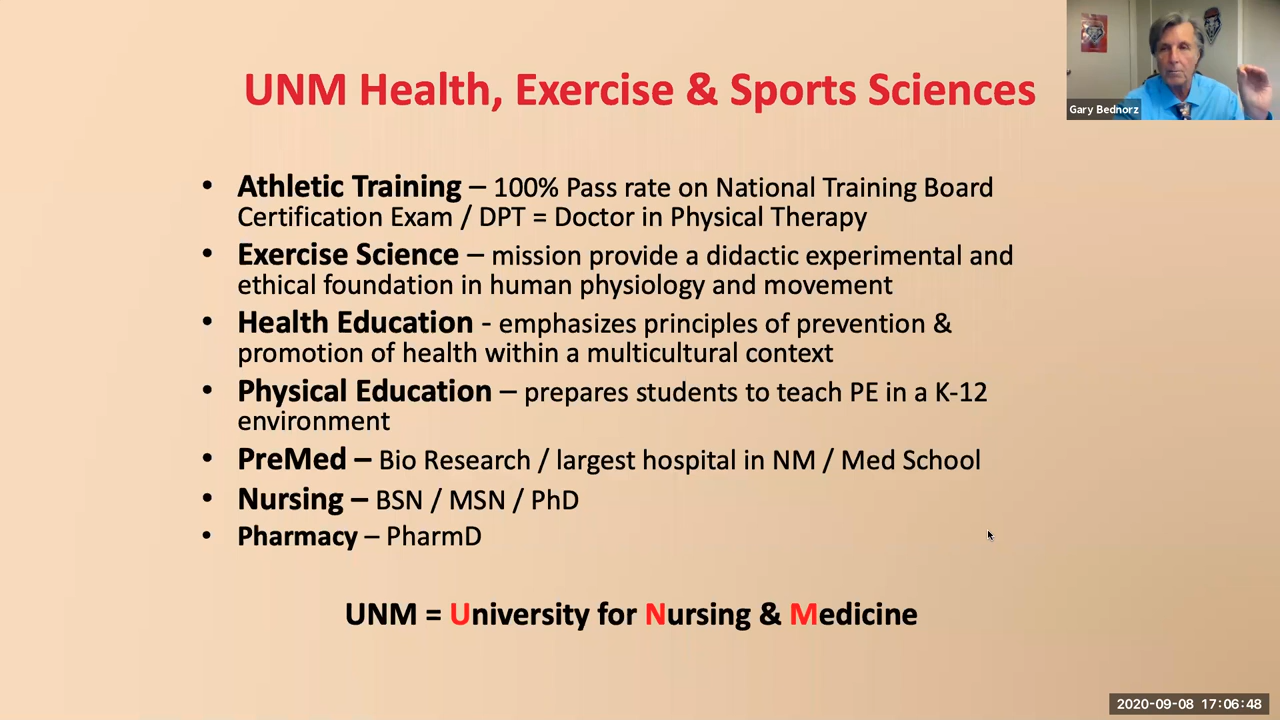 UNM Health, Exercise & Sports Sciences
Gary Bednorz
• Athletic Training – 100% Pass rate on National Training Board
Certification Exam / DPT = Doctor in Physical Therapy
• Exercise Science – mission provide a didactic experimental and
ethical foundation in human physiology and movement
• Health Education - emphasizes principles of prevention &
promotion of health within a multicultural context
• Physical Education – prepares students to teach PE in a K-12
environment
• PreMed – Bio Research / largest hospital in NM / Med School
• Nursing – BSN / MSN / PhD
• Pharmacy – PharmD
UNM = University for Nursing & Medicine
2020-09-08 17:06:48